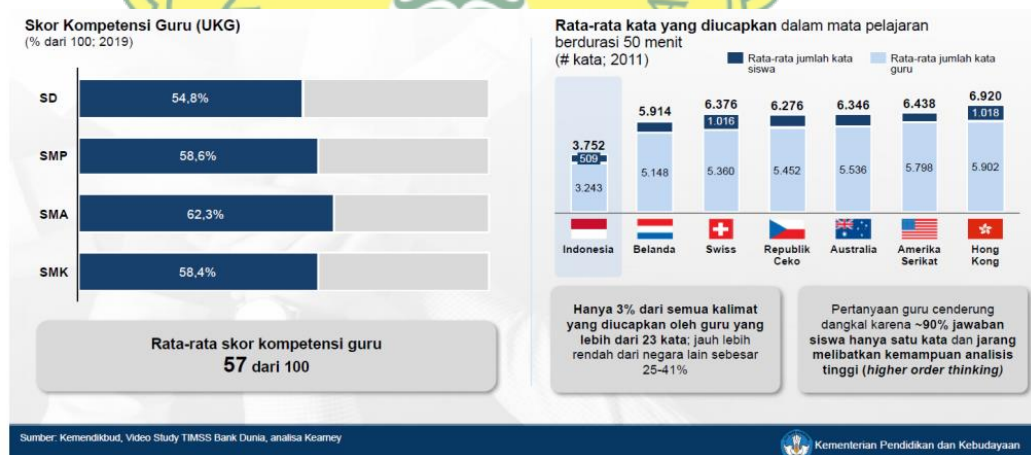 Skor Kompetensi Guru (UKG)
(% dari 100; 2019)
SD
54,8%
SMP
58,6%
SMA
62,3%
SMK
58,4%
Rata-rata skor kompetensi guru
57 dari 100
Rata-rata kata yang diucapkan dalam mata pelajaran
berdurasi 50 menit
(# kata; 2011)
Rata-rata jumlah kata
siswa
Rata-rata jumlah kata
guru
3.752
5.914
6.376
6.276
6.346
6.438
6.920
509
1.016
1.018
3.243
5.148
5.360
5.452
5.536
5.798
5.902
Indonesia
Belanda
Swiss
Republik
Ceko
Australia
Amerika
Serikat
Hong
Kong
Hanya 3% dari semua kalimat
yang diucapkan oleh guru yang
lebih dari 23 kata; jauh lebih
rendah dari negara lain sebesar
25-41%
Pertanyaan guru cenderung
dangkal karena ~90% jawaban
siswa hanya satu kata dan jarang
melibatkan kemampuan analisis
tinggi (higher order thinking)
Sumber: Kemendikbud, Video Study TIMSS Bank Dunia, analisa Kearney
Kementerian Pendidikan dan Kebudayaan